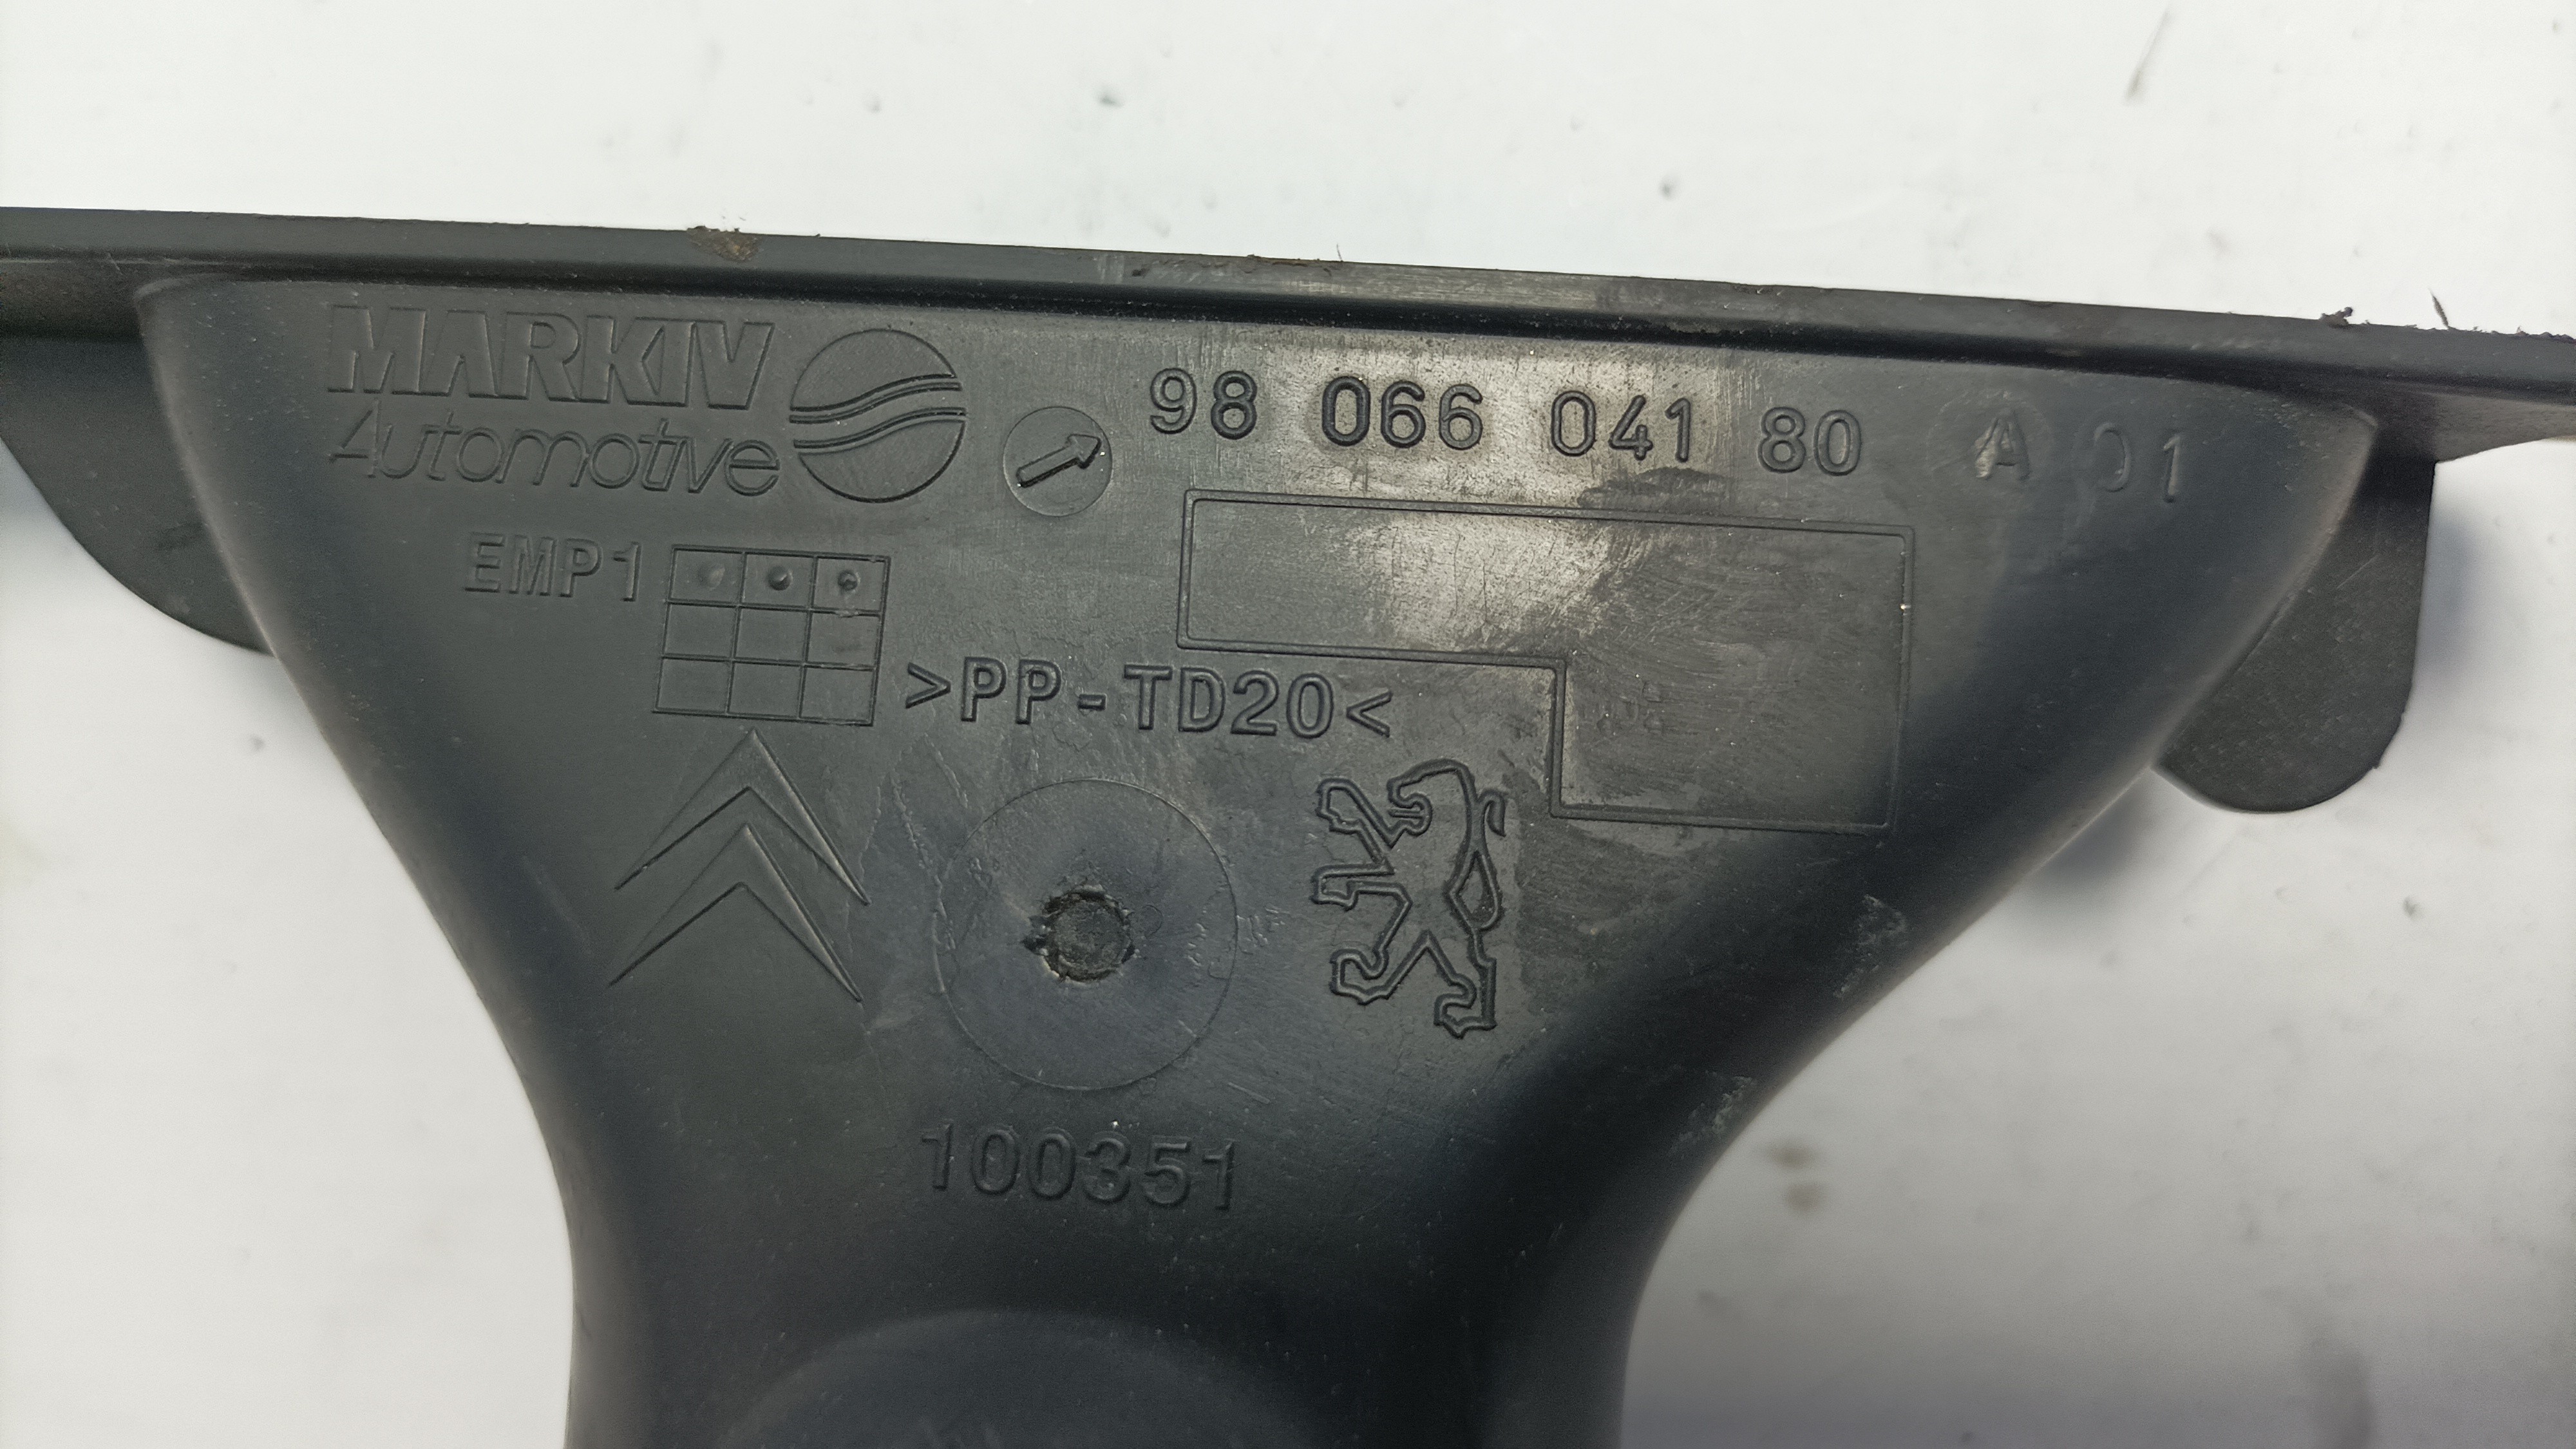 MARKIV
Automotive
98 066 041 80 A 01
EMP1
>PP-TD20<
100351